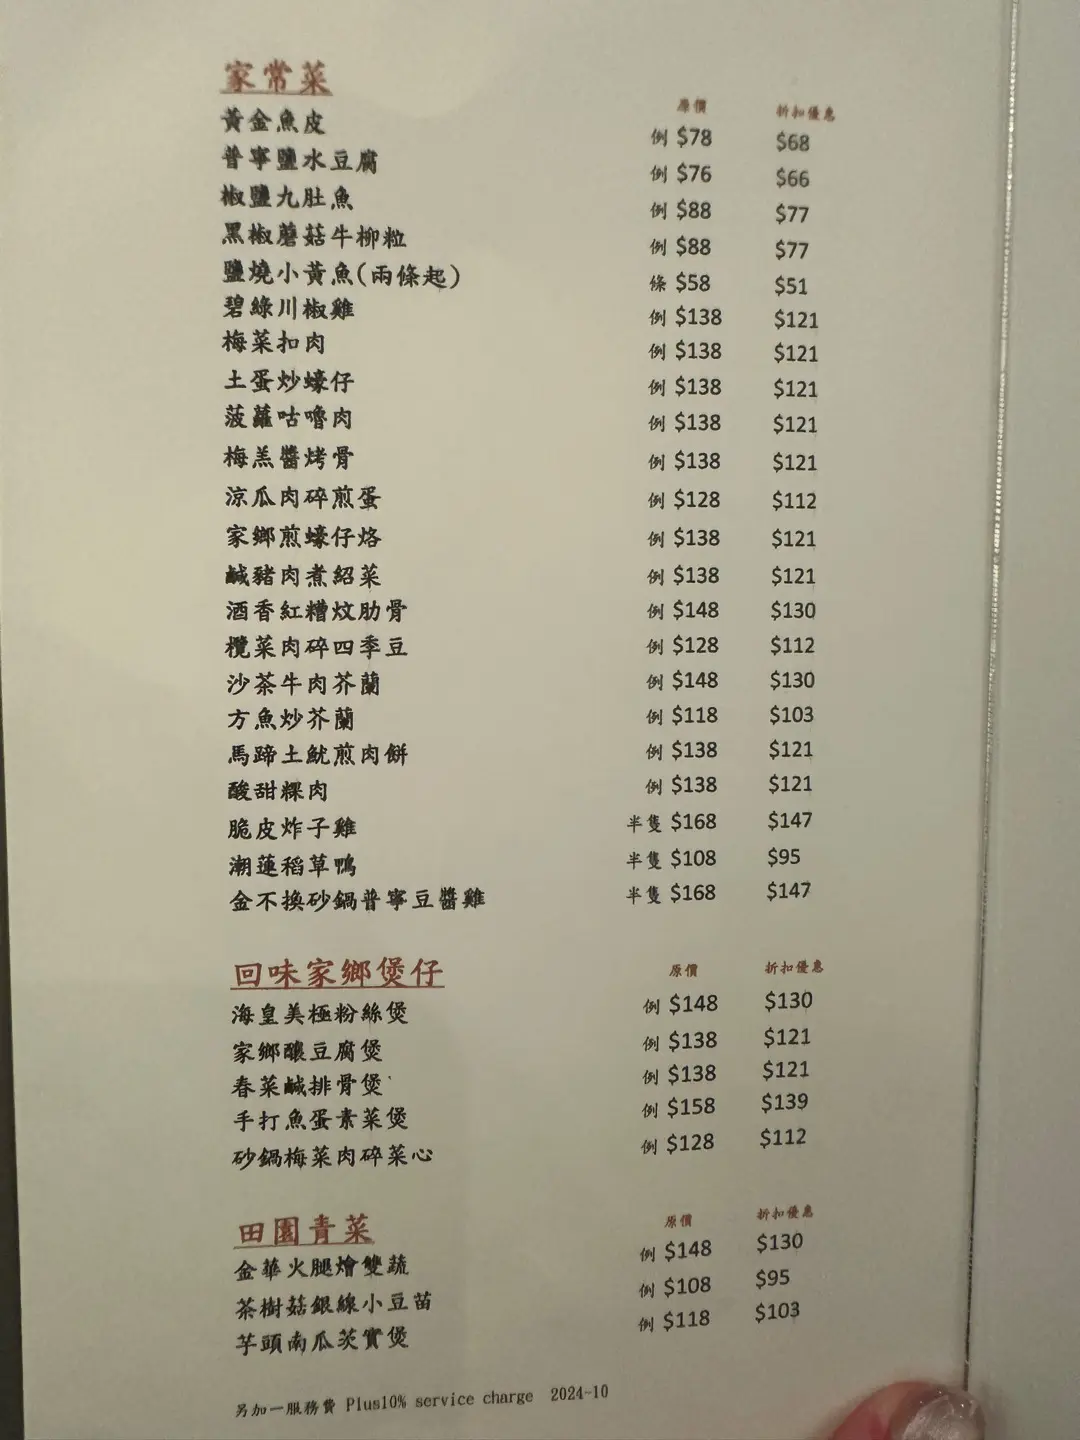 家常菜 原價 折扣優惠
黃金魚皮 例 $78 $68
普寧鹽水豆腐 例 $76 $66
椒鹽九肚魚 例 $88 $77
黑椒蘑菇牛柳粒 例 $88 $77
鹽燒小黃魚(兩條起) 條 $58 $51
碧綠川椒雞 例 $138 $121
梅菜扣肉 例 $138 $121
土蛋炒蠔仔 例 $138 $121
菠蘿咕嚕肉 例 $138 $121
梅羔醬烤骨 例 $138 $121
涼瓜肉碎煎蛋 例 $128 $112
家鄉煎蠔仔烙 例 $138 $121
鹹豬肉煮紹菜 例 $138 $121
酒香紅糟炆肋骨 例 $148 $130
欖菜肉碎四季豆 例 $128 $112
沙茶牛肉芥蘭 例 $148 $130
方魚炒芥蘭 例 $118 $103
馬蹄土魷煎肉餅 例 $138 $121
酸甜粿肉 例 $138 $121
脆皮炸子雞 半隻 $168 $147
潮蓮稻草鴨 半隻 $108 $95
金不換砂鍋普寧豆醬雞 半隻 $168 $147
回味家鄉煲仔 原價 折扣優惠
海皇美極粉絲煲 例 $148 $130
家鄉釀豆腐煲 例 $138 $121
春菜鹹排骨煲 例 $138 $121
手打魚蛋素菜煲 例 $158 $139
砂鍋梅菜肉碎菜心 例 $128 $112
田園青菜 原價 折扣優惠
金華火腿燴雙蔬 例 $148 $130
茶樹菇銀線小豆苗 例 $108 $95
芋頭南瓜茨實煲 例 $118 $103
另加一服務費 Plus10% service charge 2024-10